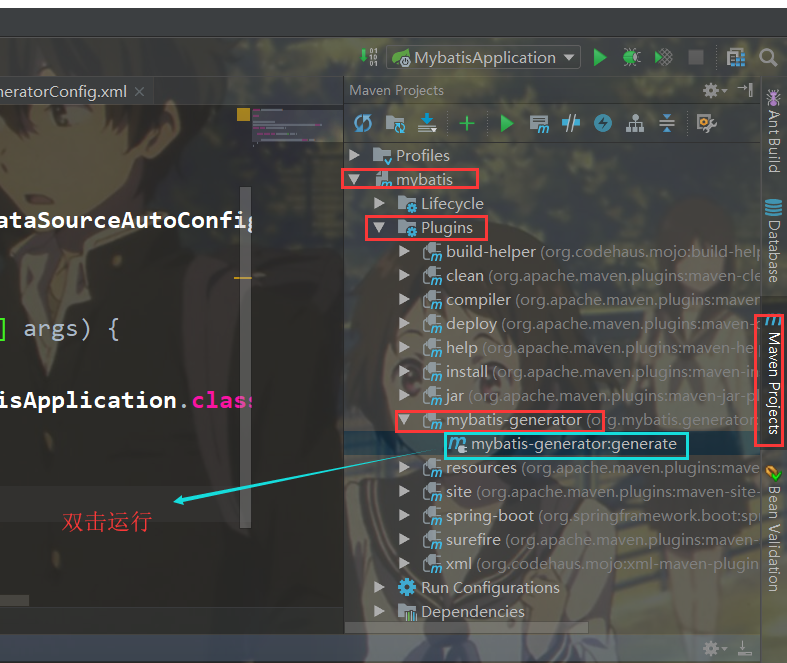 MybatisApplication
neratorConfig.xml
Maven Projects
Profiles
mybatis
Lifecycle
ataSourceAutoConfig
Plugins
build-helper (org.codehaus.mojo:build-help
clean (org.apache.maven.plugins:maven-cle
compiler (org.apache.maven.plugins:maven
] args) {
deploy (org.apache.maven.plugins:maven-d
help (org.apache.maven.plugins:maven-he
install (org.apache.maven.plugins:maven-in
isApplication.class
jar (org.apache.maven.plugins:maven-jar-pl
mybatis-generator (org.mybatis.generator:
mybatis-generator:generate
resources (org.apache.maven.plugins:mave
site (org.apache.maven.plugins:maven-site-
双击运行
spring-boot (org.springframework.boot:sp
surefire (org.apache.maven.plugins:maven-
xml (org.codehaus.mojo:xml-maven-plugin
Run Configurations
Dependencies
Ant Build
Database
Maven Projects
Bean Validation